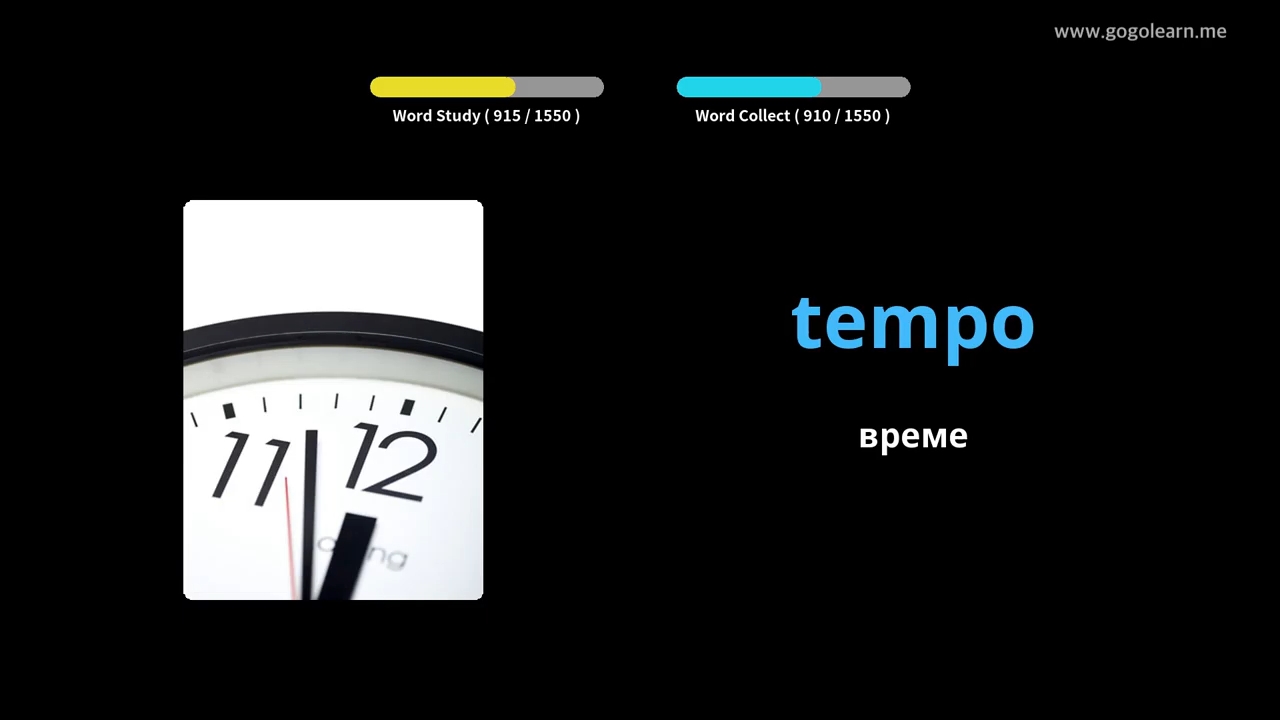 www.gogolearn.me
Word Study ( 915 / 1550 )
Word Collect ( 910 / 1550 )
11
12
tempo
време